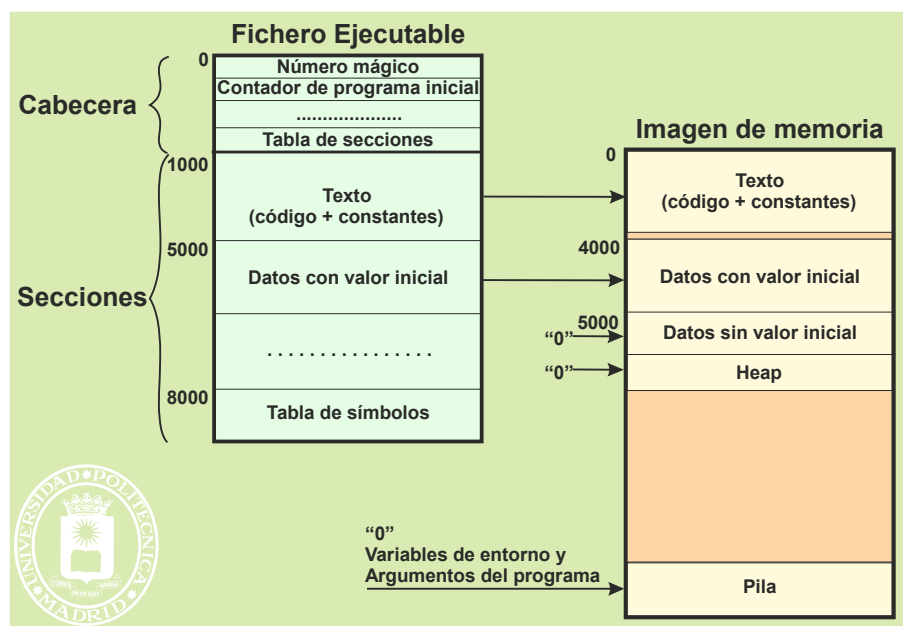 Fichero Ejecutable
0
Número mágico
Contador de programa inicial
....................
Tabla de secciones
Cabecera
1000
Texto
(código + constantes)
5000
Datos con valor inicial
Secciones
. . . . . . . . . . . . . . . .
8000
Tabla de símbolos
Imagen de memoria
0
Texto
(código + constantes)
4000
Datos con valor inicial
5000
“0”
Datos sin valor inicial
“0”
Heap
“0”
Variables de entorno y
Argumentos del programa
Pila
UNIVERSIDAD POLITECNICA
MADRID